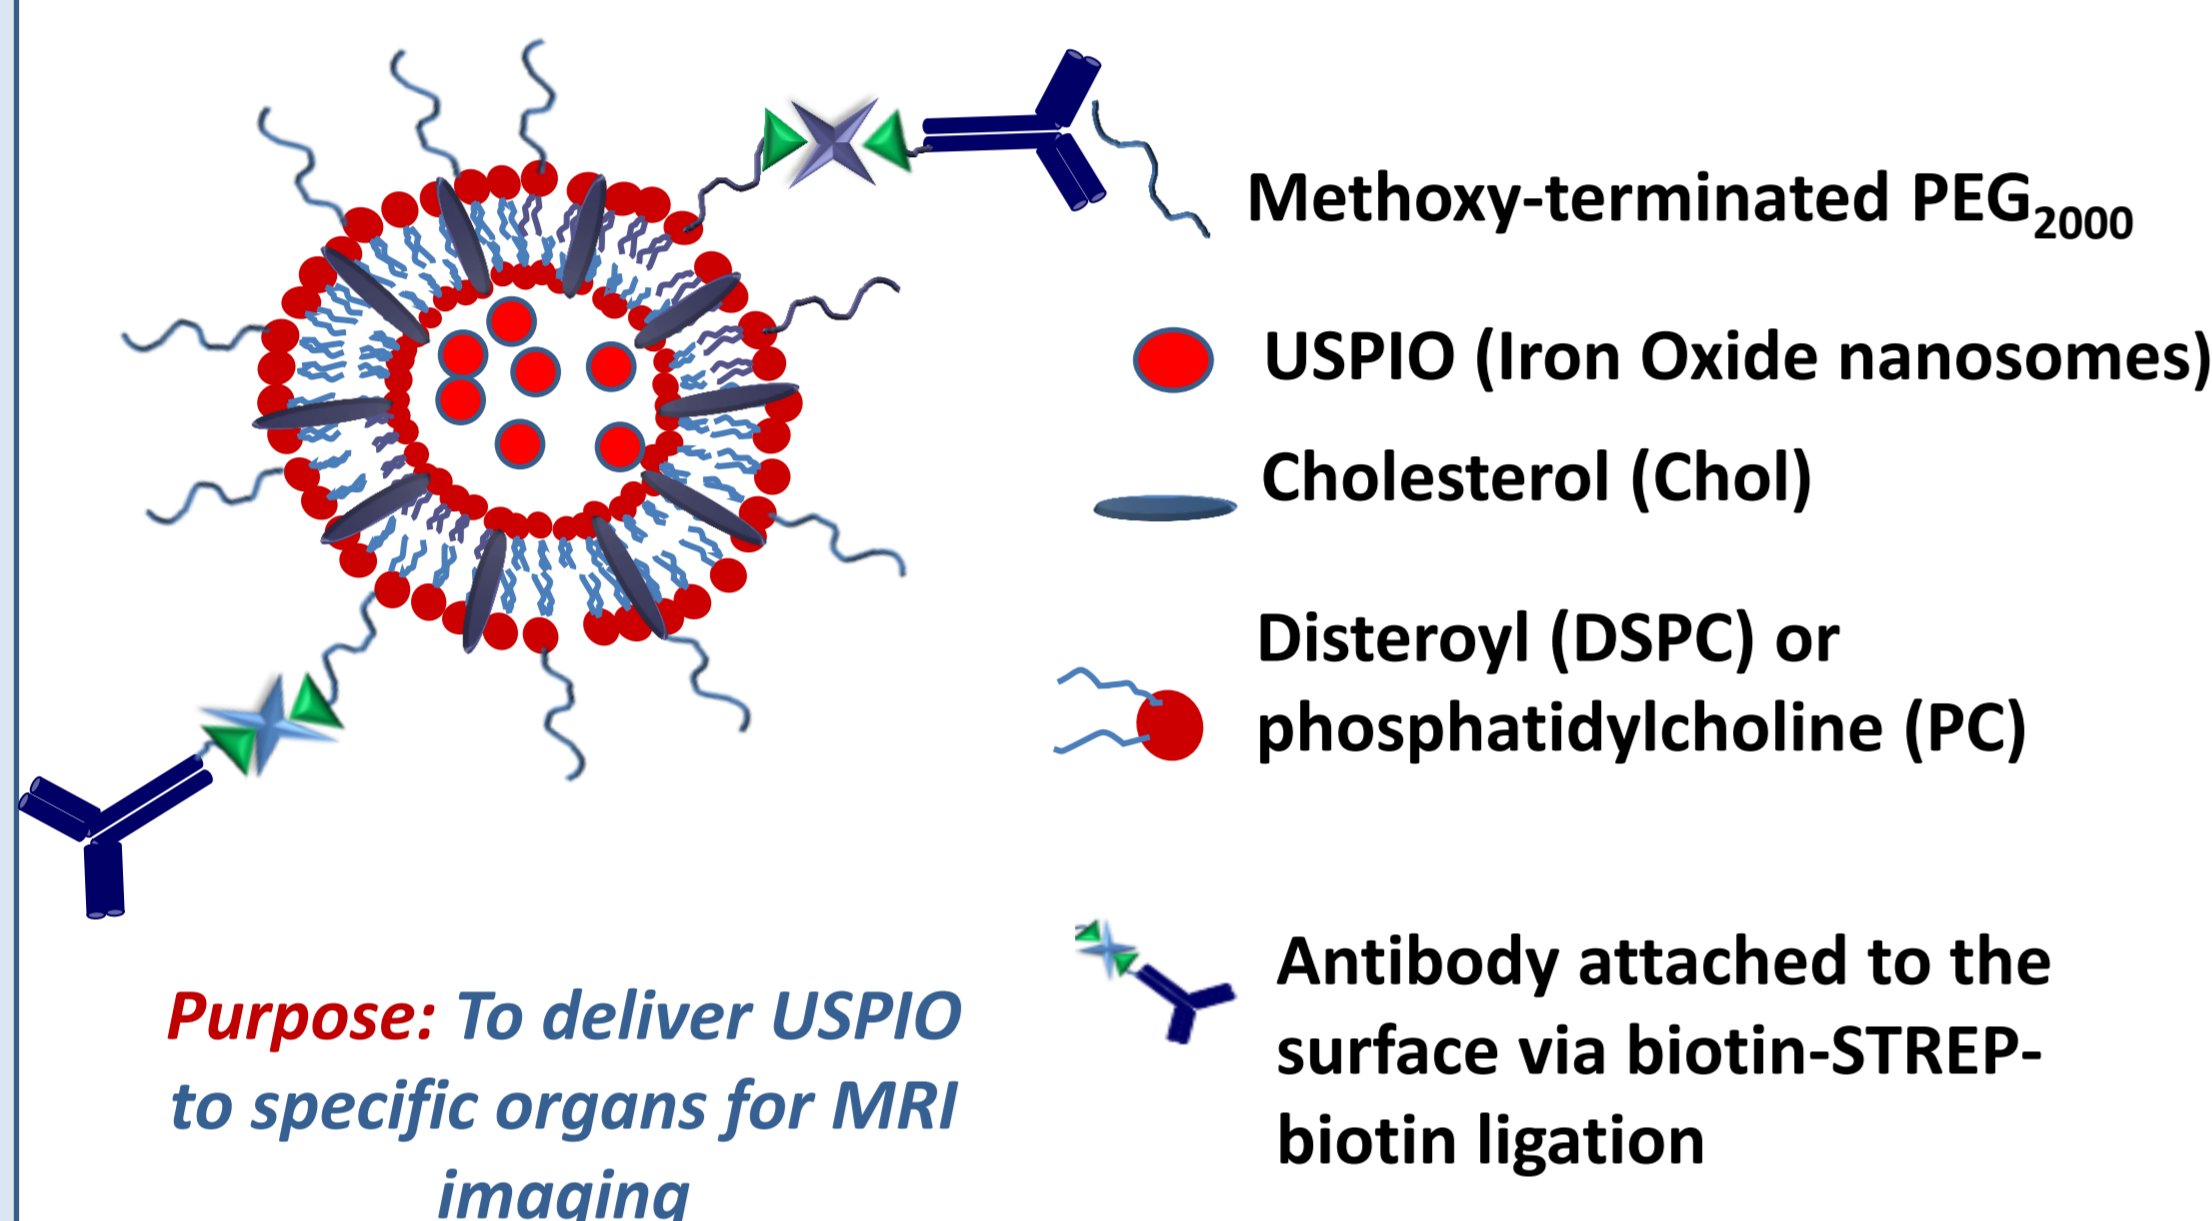 Methoxy-terminated PEG2000
USPIO (Iron Oxide nanosomes)
Cholesterol (Chol)
Disteroyl (DSPC) or
phosphatidylcholine (PC)
Antibody attached to the
surface via biotin-STREP-
biotin ligation
Purpose: To deliver USPIO
to specific organs for MRI
imaging